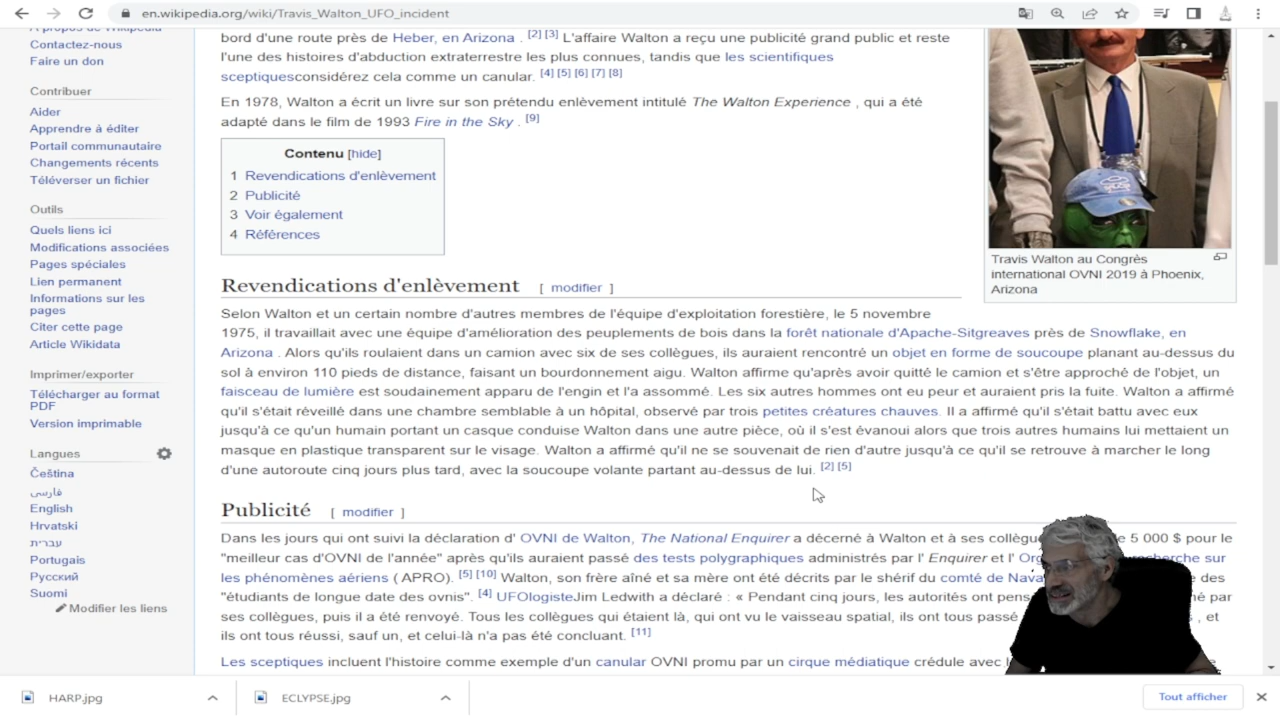 en.wikipedia.org/wiki/Travis_Walton_UFO_incident
Contactez-nous
Faire un don
Contribuer
Aider
Apprendre à éditer
Portail communautaire
Changements récents
Téléverser un fichier
Outils
Quels liens ici
Modifications associées
Pages spéciales
Lien permanent
Informations sur les
pages
Citer cette page
Article Wikidata
Imprimer/exporter
Télécharger au format
PDF
Version imprimable
Langues
Čeština
فارسی
English
Hrvatski
עברית
Português
Русский
Suomi
Modifier les liens
bord d'une route près de Heber, en Arizona . [2] [3] L'affaire Walton a reçu une publicité grand public et reste
l'une des histoires d'abduction extraterrestre les plus connues, tandis que les scientifiques
sceptiquesconsidérez cela comme un canular. [4] [5] [6] [7] [8]
En 1978, Walton a écrit un livre sur son prétendu enlèvement intitulé The Walton Experience , qui a été
adapté dans le film de 1993 Fire in the Sky . [9]
Contenu [hide]
1 Revendications d'enlèvement
2 Publicité
3 Voir également
4 Références
Travis Walton au Congrès
international OVNI 2019 à Phoenix,
Arizona
Revendications d'enlèvement [ modifier ]
Selon Walton et un certain nombre d'autres membres de l'équipe d'exploitation forestière, le 5 novembre
1975, il travaillait avec une équipe d'amélioration des peuplements de bois dans la forêt nationale d'Apache-Sitgreaves près de Snowflake, en
Arizona . Alors qu'ils roulaient dans un camion avec six de ses collègues, ils auraient rencontré un objet en forme de soucoupe planant au-dessus du
sol à environ 110 pieds de distance, faisant un bourdonnement aigu. Walton affirme qu'après avoir quitté le camion et s'être approché de l'objet, un
faisceau de lumière est soudainement apparu de l'engin et l'a assommé. Les six autres hommes ont eu peur et auraient pris la fuite. Walton a affirmé
qu'il s'était réveillé dans une chambre semblable à un hôpital, observé par trois petites créatures chauves. Il a affirmé qu'il s'était battu avec eux
jusqu'à ce qu'un humain portant un casque conduise Walton dans une autre pièce, où il s'est évanoui alors que trois autres humains lui mettaient un
masque en plastique transparent sur le visage. Walton a affirmé qu'il ne se souvenait de rien d'autre jusqu'à ce qu'il se retrouve à marcher le long
d'une autoroute cinq jours plus tard, avec la soucoupe volante partant au-dessus de lui. [2] [5]
Publicité [ modifier ]
Dans les jours qui ont suivi la déclaration d' OVNI de Walton, The National Enquirer a décerné à Walton et à ses collègu e 5 000 $ pour le
"meilleur cas d'OVNI de l'année" après qu'ils auraient passé des tests polygraphiques administrés par l' Enquirer et l' Org recherche sur
les phénomènes aériens ( APRO). [5] [10] Walton, son frère aîné et sa mère ont été décrits par le shérif du comté de Nava e des
"étudiants de longue date des ovnis". [4] UFOlogisteJim Ledwith a déclaré : « Pendant cinq jours, les autorités ont pens né par
ses collègues, puis il a été renvoyé. Tous les collègues qui étaient là, qui ont vu le vaisseau spatial, ils ont tous passé , et
ils ont tous réussi, sauf un, et celui-là n'a pas été concluant. [11]
Les sceptiques incluent l'histoire comme exemple d'un canular OVNI promu par un cirque médiatique crédule avec
HARP.jpg
ECLYPSE.jpg
Tout afficher